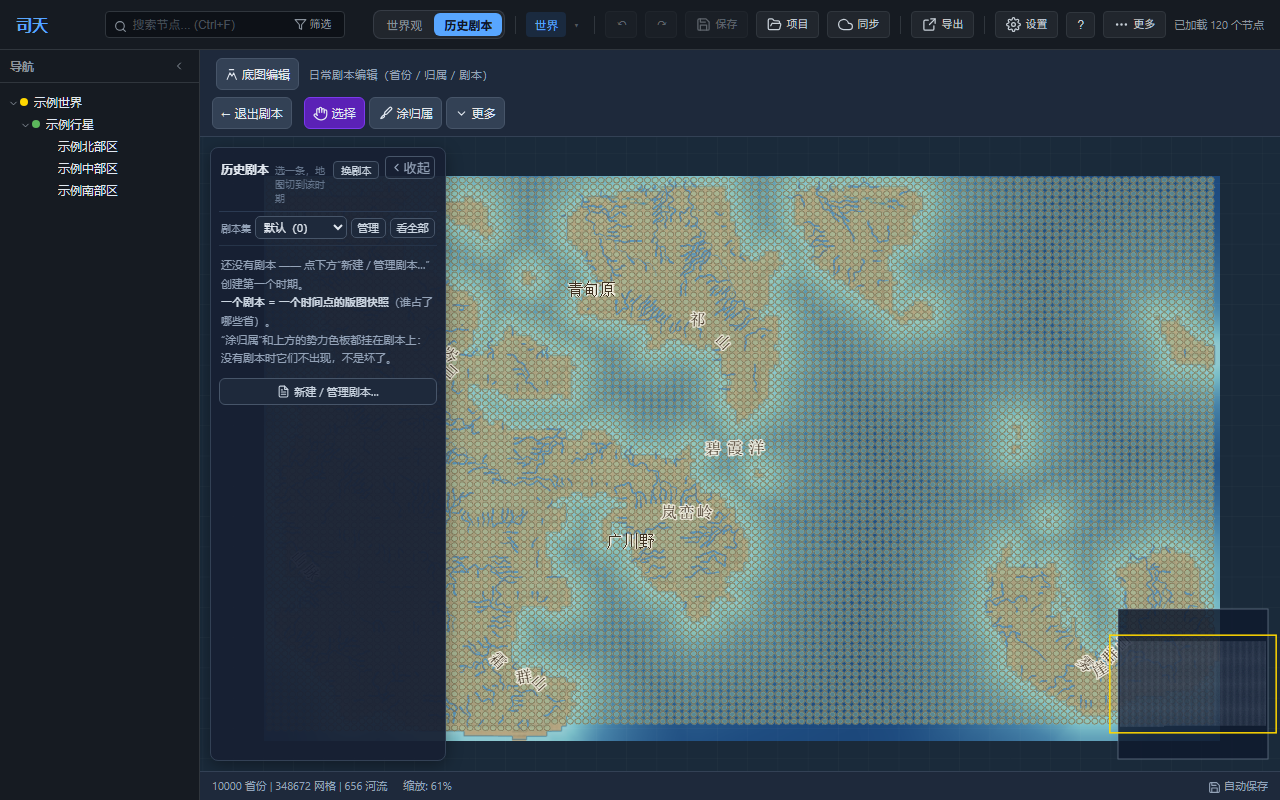 司天
搜索节点... (Ctrl+F)
筛选
世界观
历史剧本
世界
保存
项目
同步
导出
设置
?
更多
已加载 120 个节点
导航
示例世界
示例行星
示例北部区
示例中部区
示例南部区
底图编辑
日常剧本编辑（省份 / 归属 / 剧本）
← 退出剧本
选择
涂归属
更多
历史剧本
选一条，地
图切到该时
期
换剧本
收起
剧本集
默认 (0)
管理
看全部
还没有剧本 —— 点下方“新建 / 管理剧本…”
创建第一个时期。
一个剧本 = 一个时间点的版图快照（谁占了
哪些省）。
“涂归属”和上方的势力色板都挂在剧本上：
没有剧本时它们不出现，不是坏了。
新建 / 管理剧本...
青甸原
祁山
碧霞洋
岚峦岭
广川野
霜群山
10000 省份 | 348672 网格 | 656 河流
缩放: 61%
自动保存